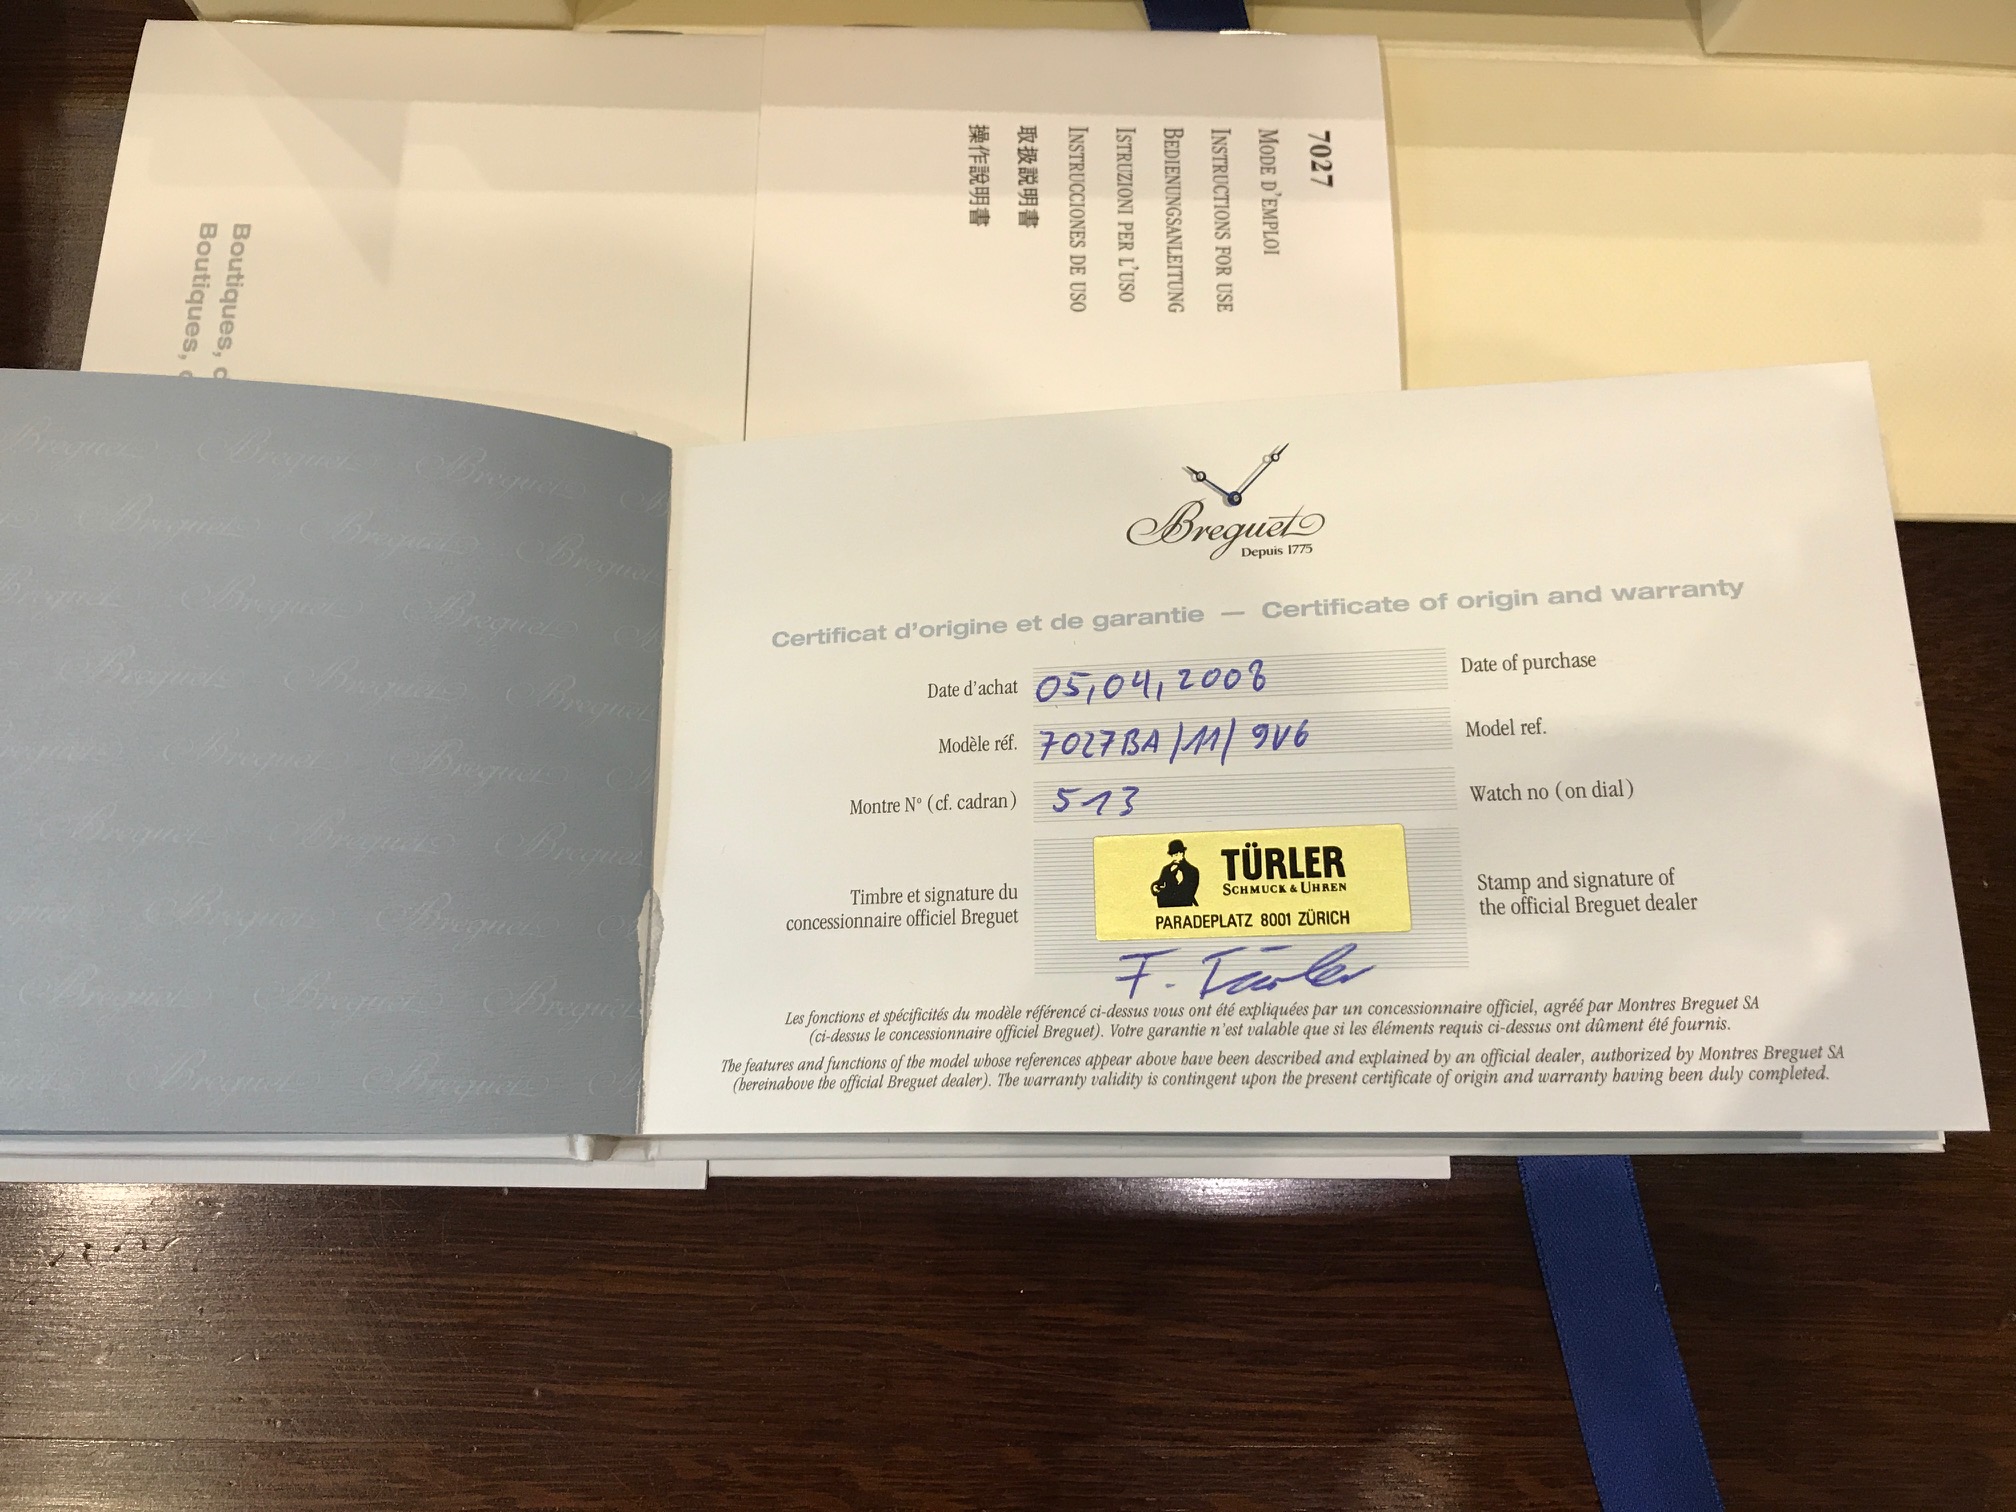 7027
MODE D'EMPLOI
INSTRUCTIONS FOR USE
BEDIENUNGSANLEITUNG
ISTRUZIONI PER L'USO
INSTRUCCIONES DE USO
取扱説明書
操作說明書
Boutiques,
Boutiques,
Breguet
Depuis 1775
Certificat d'origine et de garantie — Certificate of origin and warranty
Date d'achat 05,04,2008 Date of purchase
Modèle réf. 7027BA/11/9V6 Model ref.
Montre N° (cf. cadran) 513 Watch no (on dial)
TÜRLER
SCHMUCK & UHREN
PARADEPLATZ 8001 ZÜRICH
Timbre et signature du
concessionnaire officiel Breguet
Stamp and signature of
the official Breguet dealer
F. Türler
Les fonctions et spécificités du modèle référencé ci-dessus vous ont été expliquées par un concessionnaire officiel, agréé par Montres Breguet SA
(ci-dessus le concessionnaire officiel Breguet). Votre garantie n'est valable que si les éléments requis ci-dessus ont dûment été fournis.
The features and functions of the model whose references appear above have been described and explained by an official dealer, authorized by Montres Breguet SA
(hereinabove the official Breguet dealer). The warranty validity is contingent upon the present certificate of origin and warranty having been duly completed.